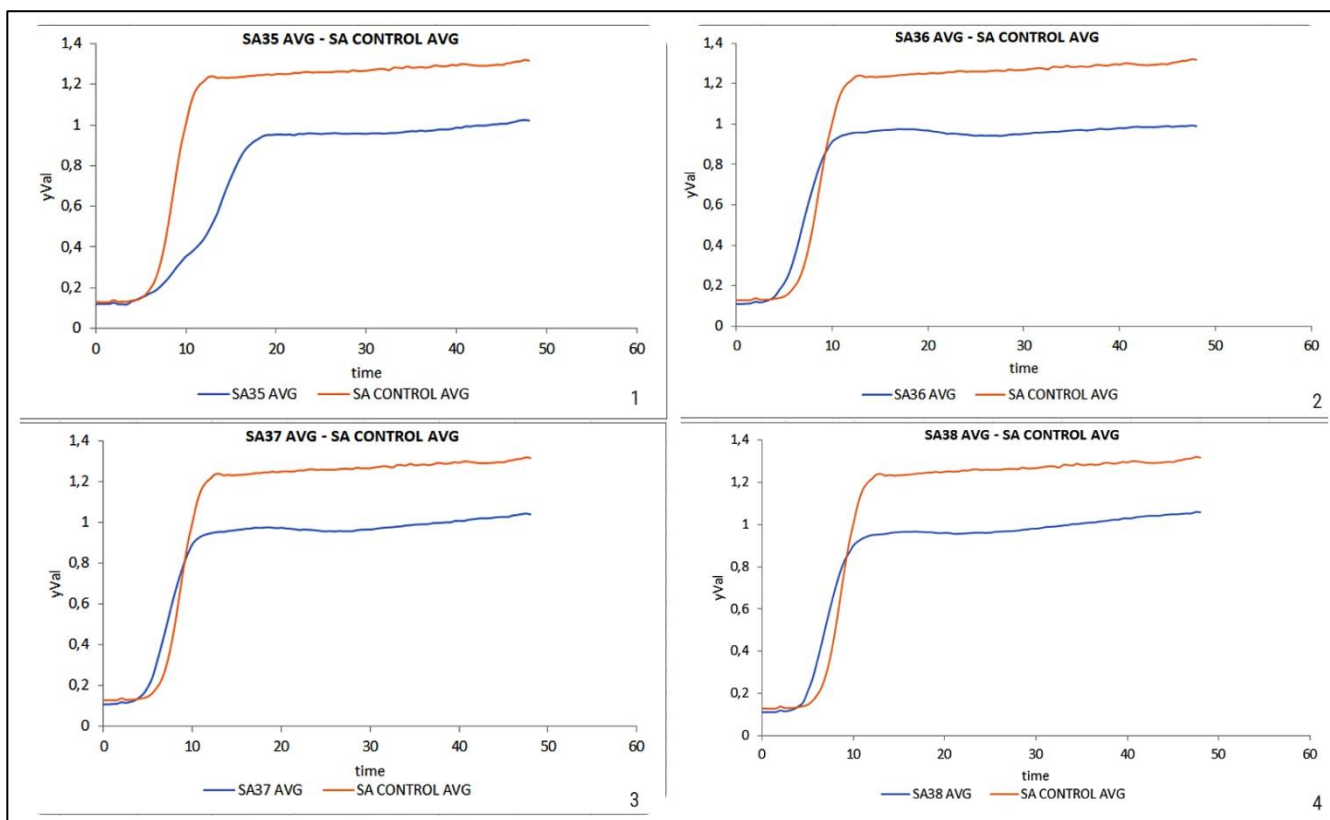 SA35 AVG - SA CONTROL AVG
1,4
1,2
1
0,8
0,6
0,4
0,2
0
yVal
0 10 20 30 40 50 60
time
SA35 AVG SA CONTROL AVG
1
SA36 AVG - SA CONTROL AVG
1,4
1,2
1
0,8
0,6
0,4
0,2
0
yVal
0 10 20 30 40 50 60
time
SA36 AVG SA CONTROL AVG
2
SA37 AVG - SA CONTROL AVG
1,4
1,2
1
0,8
0,6
0,4
0,2
0
yVal
0 10 20 30 40 50 60
time
SA37 AVG SA CONTROL AVG
3
SA38 AVG - SA CONTROL AVG
1,4
1,2
1
0,8
0,6
0,4
0,2
0
yVal
0 10 20 30 40 50 60
time
SA38 AVG SA CONTROL AVG
4